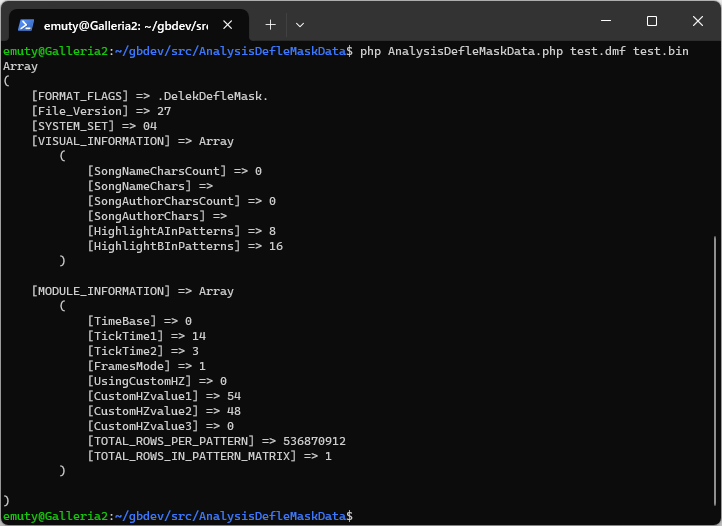 emuty@Galleria2: ~/gbdev/src
emuty@Galleria2:~/gbdev/src/AnalysisDefleMaskData$ php AnalysisDefleMaskData.php test.dmf test.bin
Array
(
    [FORMAT_FLAGS] => .DelekDefleMask.
    [File_Version] => 27
    [SYSTEM_SET] => 04
    [VISUAL_INFORMATION] => Array
        (
            [SongNameCharsCount] => 0
            [SongNameChars] =>
            [SongAuthorCharsCount] => 0
            [SongAuthorChars] =>
            [HighlightAInPatterns] => 8
            [HighlightBInPatterns] => 16
        )

    [MODULE_INFORMATION] => Array
        (
            [TimeBase] => 0
            [TickTime1] => 14
            [TickTime2] => 3
            [FramesMode] => 1
            [UsingCustomHZ] => 0
            [CustomHZvalue1] => 54
            [CustomHZvalue2] => 48
            [CustomHZvalue3] => 0
            [TOTAL_ROWS_PER_PATTERN] => 536870912
            [TOTAL_ROWS_IN_PATTERN_MATRIX] => 1
        )

)
emuty@Galleria2:~/gbdev/src/AnalysisDefleMaskData$